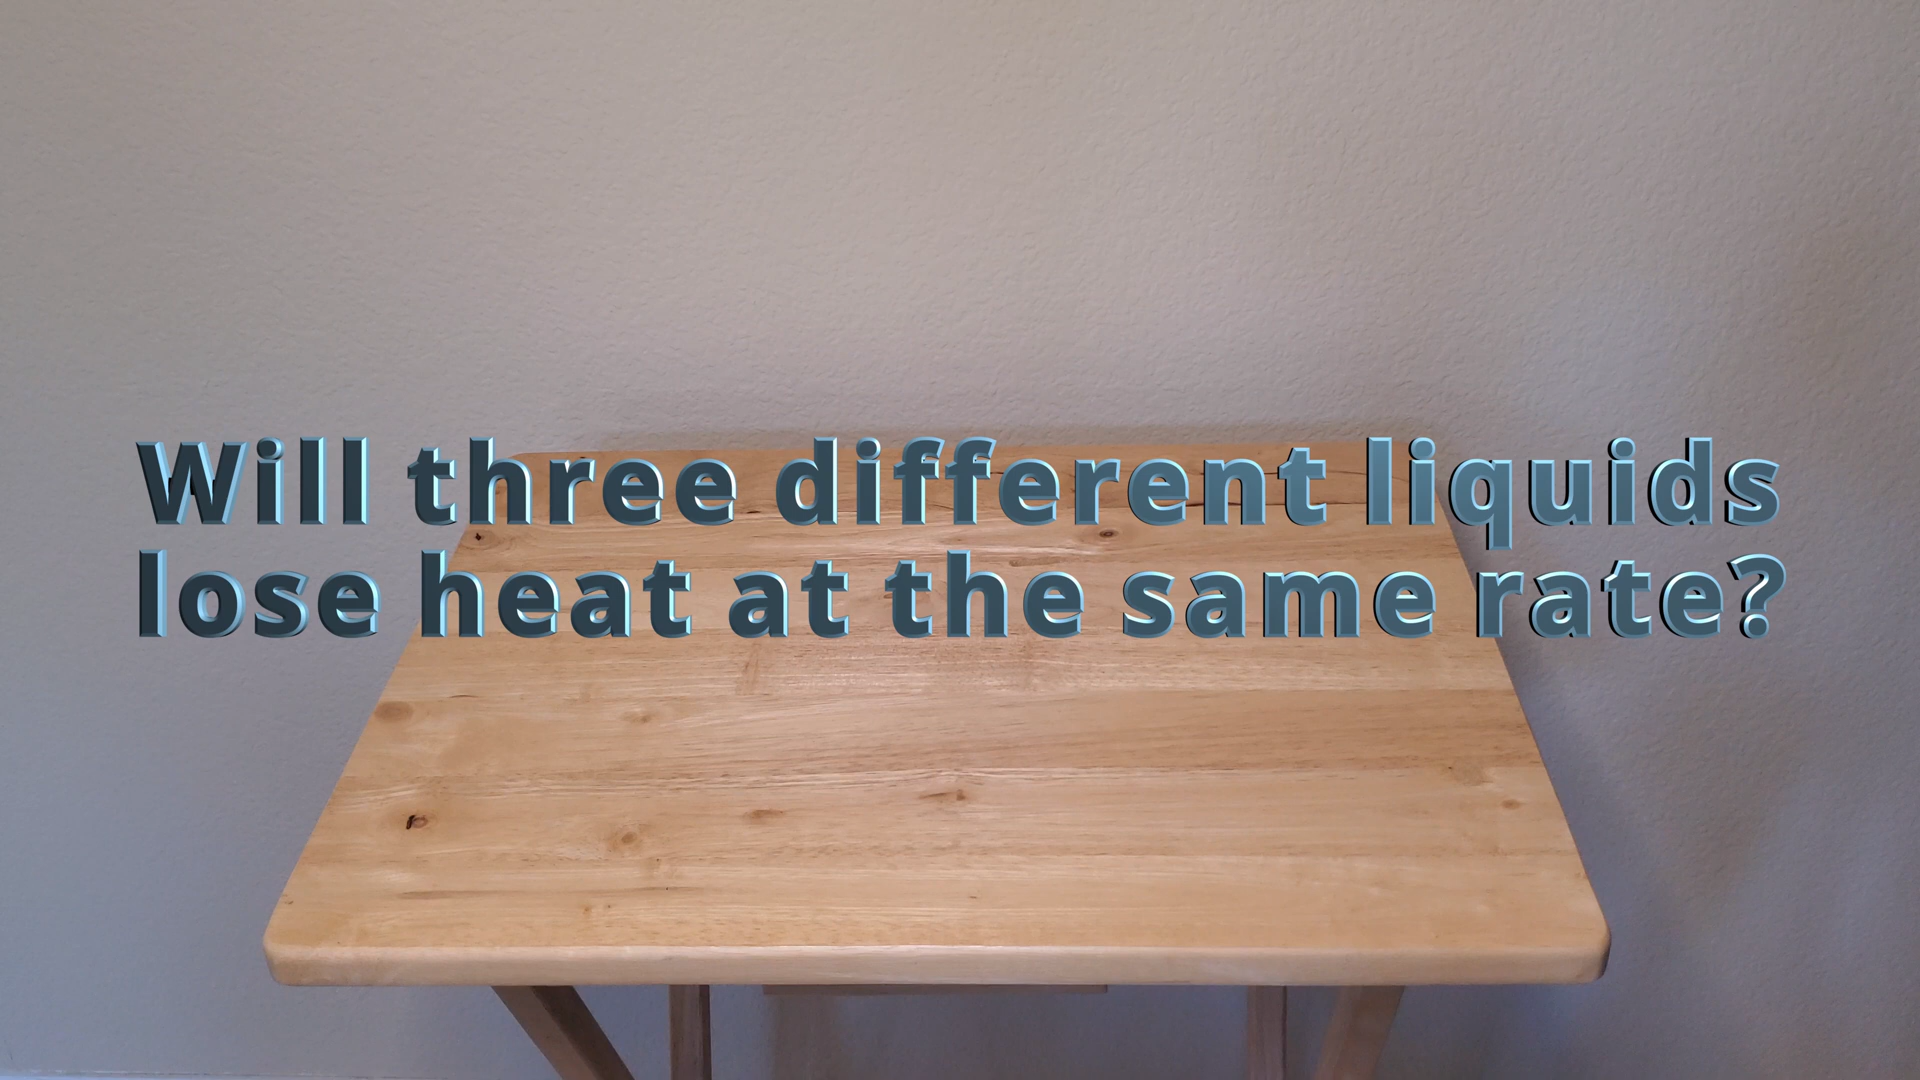 Will three different liquids
lose heat at the same rate?